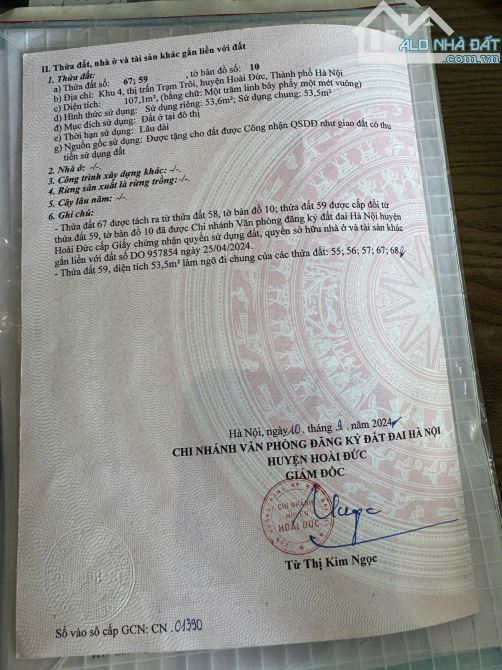 ALO NHÀ ĐẤT
II. Thửa đất, nhà ở và tài sản khác gắn liền với đất
1. Thửa đất:
a) Thửa đất số: 67; 59 , tờ bản đồ số: 10
b) Địa chỉ: Khu 4, thị trấn Trạm Trôi, huyện Hoài Đức, Thành phố Hà Nội
c) Diện tích: 107,1m², (bằng chữ: Một trăm linh bảy phẩy một mét vuông)
d) Hình thức sử dụng: Sử dụng riêng: 53,6m²; Sử dụng chung: 53,5m²
đ) Mục đích sử dụng: Đất ở tại đô thị
e) Thời hạn sử dụng: Lâu dài
g) Nguồn gốc sử dụng: Được tặng cho đất được Công nhận QSDĐ như giao đất có thu
tiền sử dụng đất
2. Nhà ở: -/-
3. Công trình xây dựng khác: -/-
4. Rừng sản xuất là rừng trồng: -/-
5. Cây lâu năm: -/-
6. Ghi chú:
- Thửa đất 67 được tách ra từ thửa đất 58, tờ bản đồ 10; thửa đất 59 được cấp đổi từ
thửa đất 59, tờ bản đồ 10 đã được Chi nhánh Văn phòng đăng ký đất đai Hà Nội huyện
Hoài Đức cấp Giấy chứng nhận quyền sử dụng đất, quyền sở hữu nhà ở và tài sản khác
gắn liền với đất số DO 957854 ngày 25/04/2024.
- Thửa đất 59, diện tích 53,5m² làm ngõ đi chung của các thửa đất: 55; 56; 57; 67; 68
Hà Nội, ngày 10 tháng 9 năm 2024
CHI NHÁNH VĂN PHÒNG ĐĂNG KÝ ĐẤT ĐAI HÀ NỘI
HUYỆN HOÀI ĐỨC
GIÁM ĐỐC
CHI NHÁNH
HUYỆN
HOÀI ĐỨC
Từ Thị Kim Ngọc
Số vào sổ cấp GCN: CN 01390